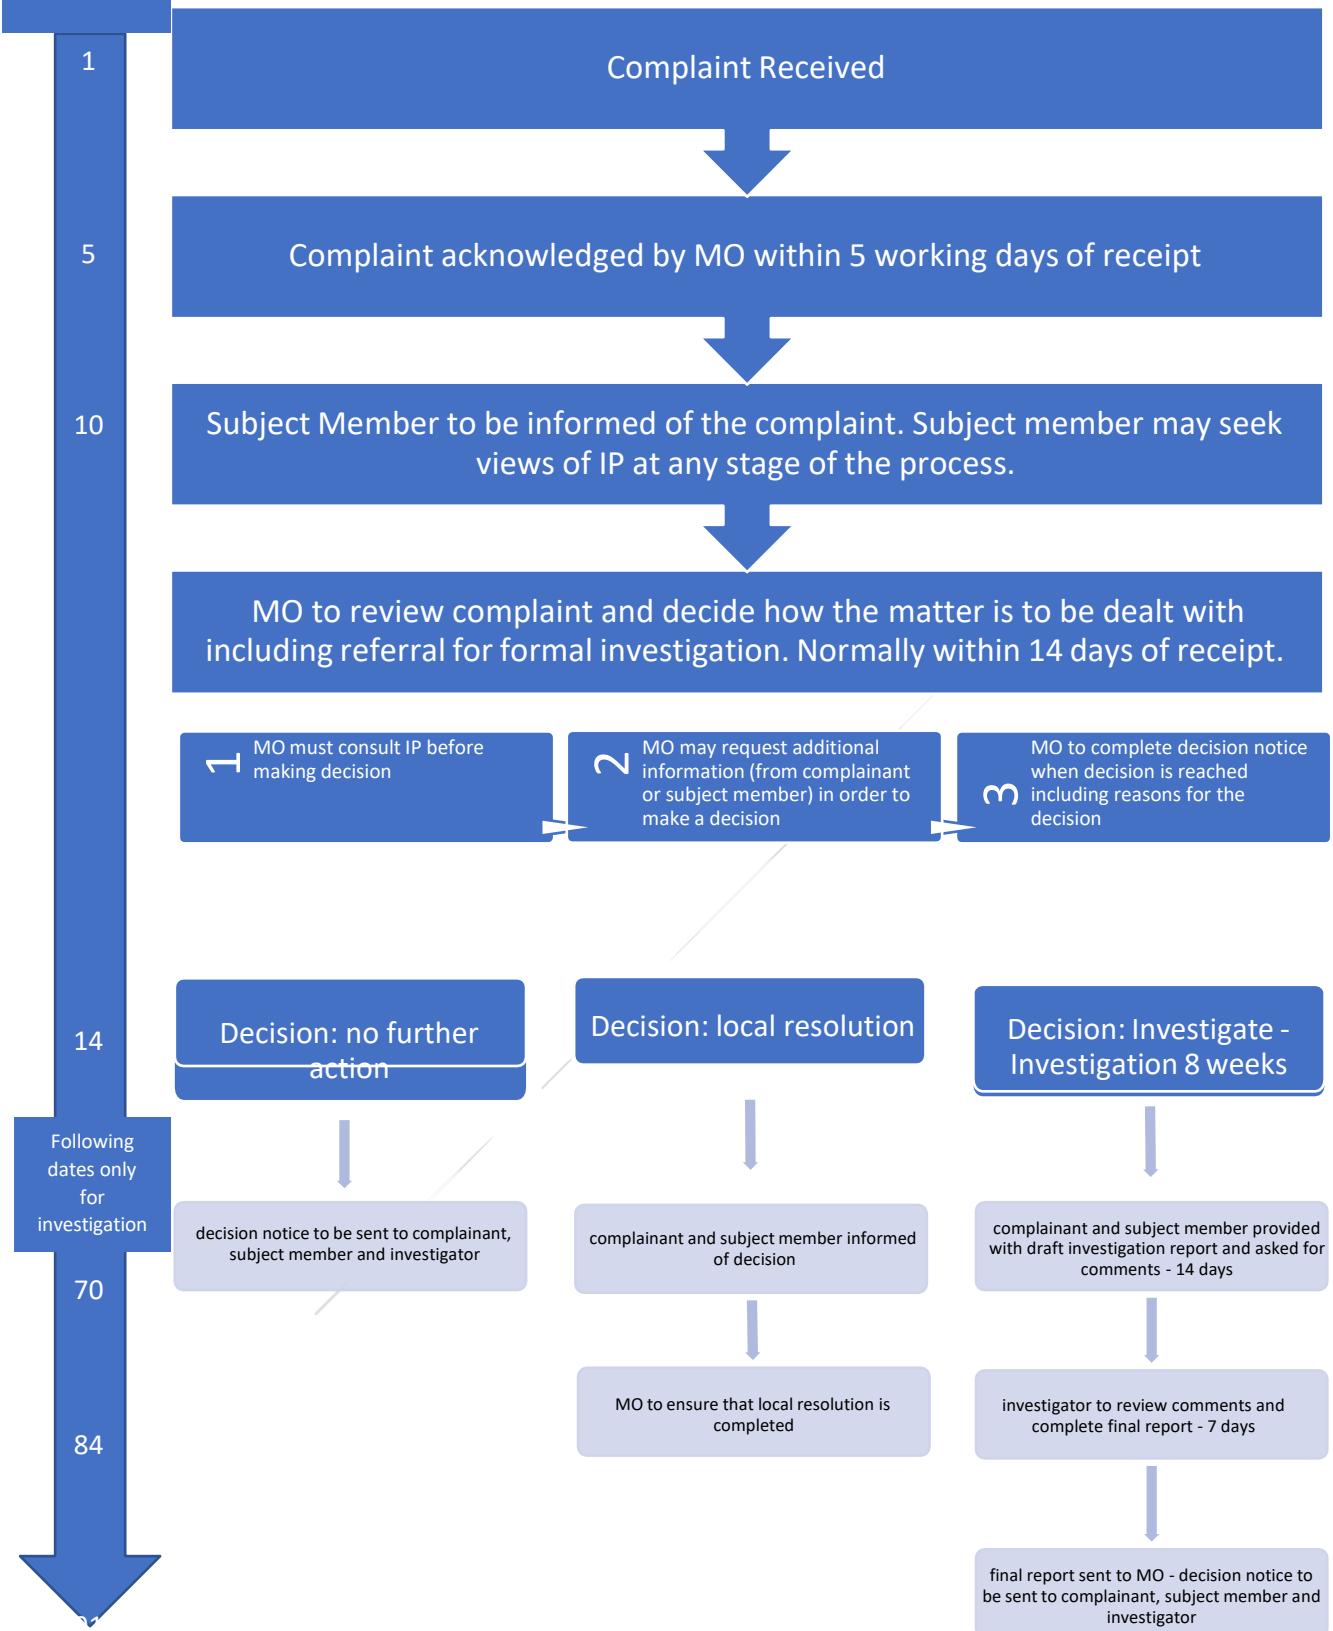 1
Complaint Received
5
Complaint acknowledged by MO within 5 working days of receipt
10
Subject Member to be informed of the complaint. Subject member may seek
views of IP at any stage of the process.
MO to review complaint and decide how the matter is to be dealt with
including referral for formal investigation. Normally within 14 days of receipt.
1
MO must consult IP before
making decision
2
MO may request additional
information (from complainant
or subject member) in order to
make a decision
3
MO to complete decision notice
when decision is reached
including reasons for the
decision
14
Decision: no further
action
Decision: local resolution
Decision: Investigate -
Investigation 8 weeks
Following
dates only
for
investigation
decision notice to be sent to complainant,
subject member and investigator
complainant and subject member informed
of decision
complainant and subject member provided
with draft investigation report and asked for
comments - 14 days
70
MO to ensure that local resolution is
completed
investigator to review comments and
complete final report - 7 days
84
final report sent to MO - decision notice to
be sent to complainant, subject member and
investigator